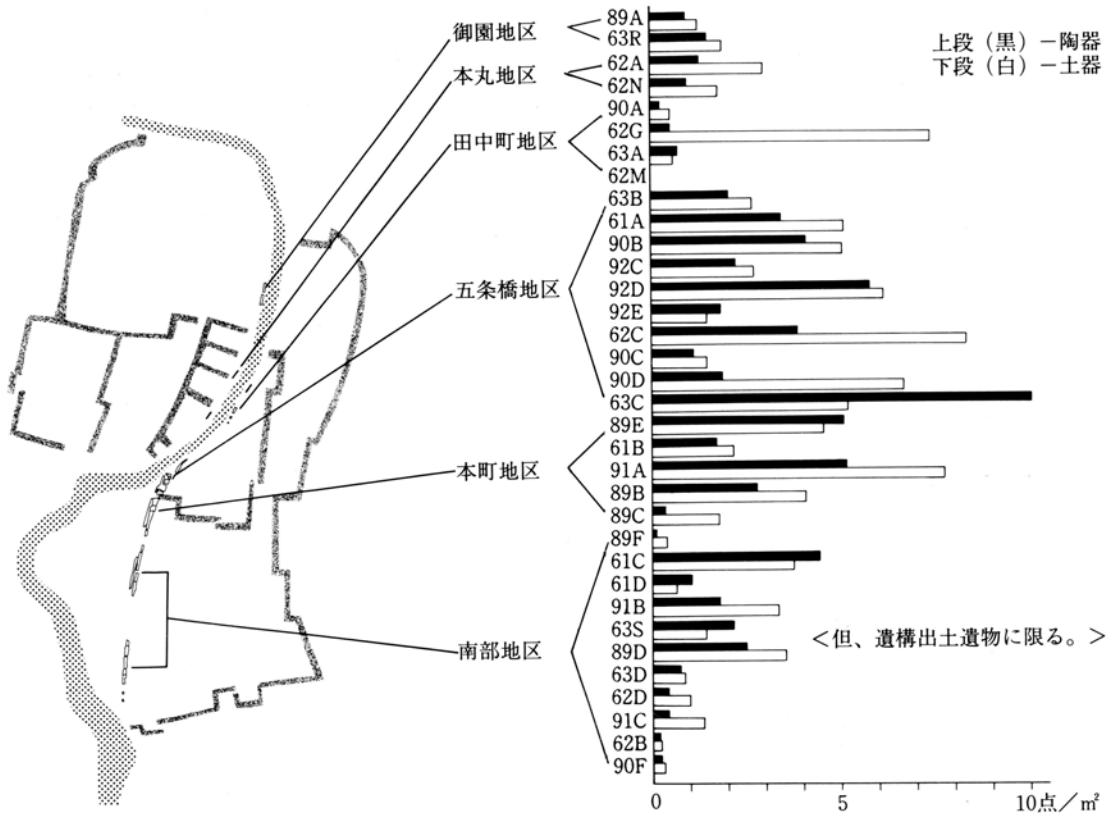 御園地区
本丸地区
田中町地区
五条橋地区
本町地区
南部地区
89A
63R
62A
62N
90A
62G
63A
62M
63B
61A
90B
92C
92D
92E
62C
90C
90D
63C
89E
61B
91A
89B
89C
89F
61C
61D
91B
63S
89D
63D
62D
91C
62B
90F
上段(黒)－陶器
下段(白)－土器
＜但、遺構出土遺物に限る。＞
0 5 10点／㎡